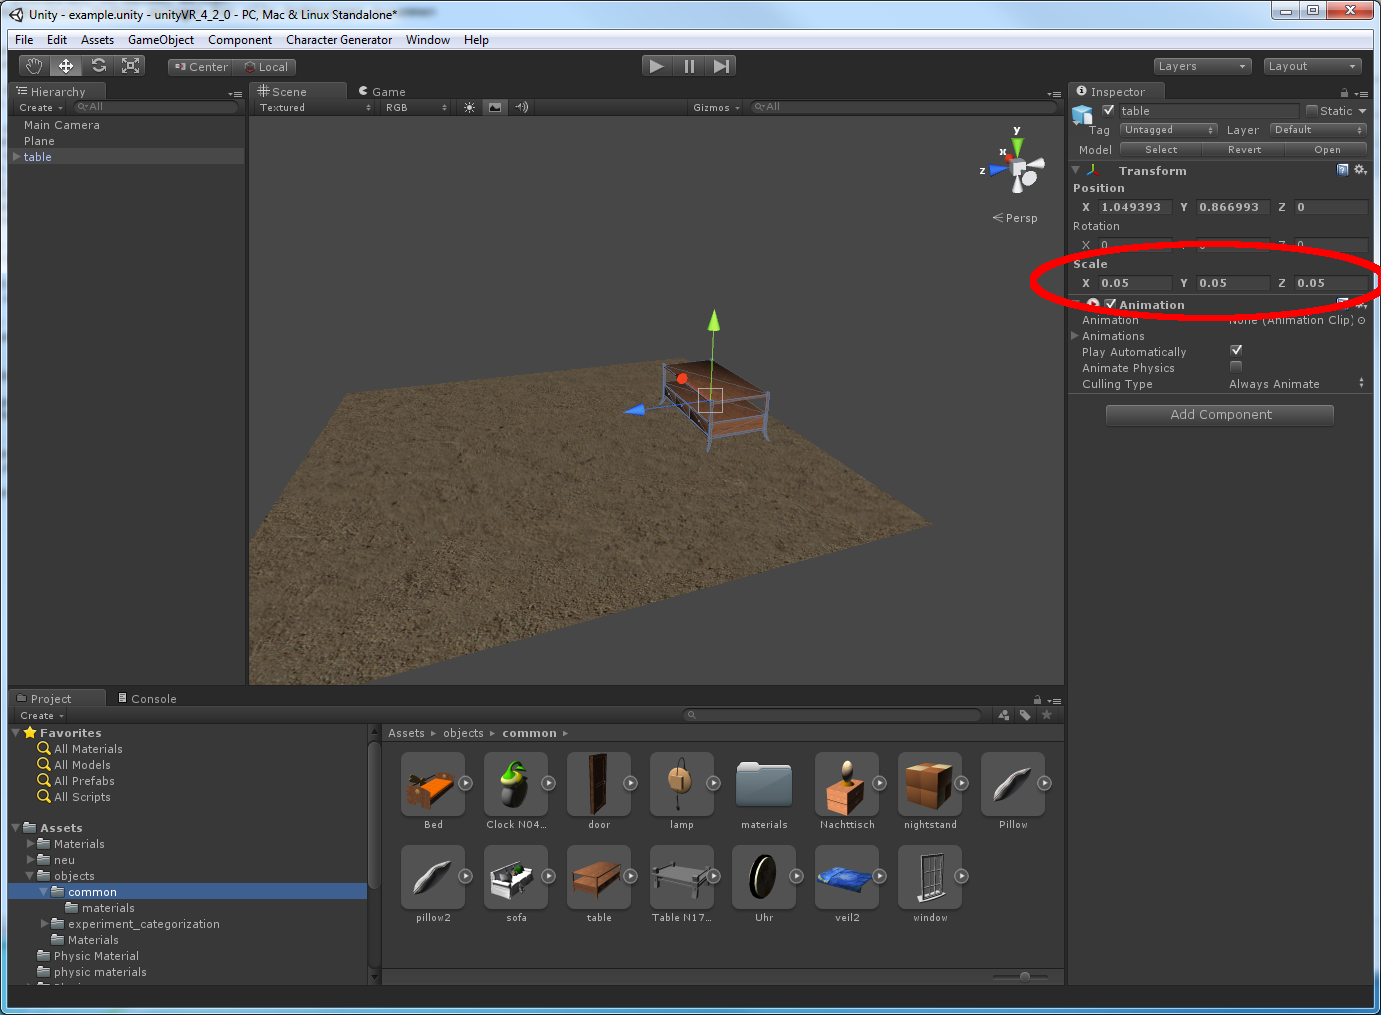 Unity - example.unity - unityVR_4_2_0 - PC, Mac & Linux Standalone*
File Edit Assets GameObject Component Character Generator Window Help
Center Local Layers Layout
Hierarchy
Create All
Main Camera
Plane
table
Scene Game
Textured RGB Gizmos All
y
x
z
Persp
Inspector
table Static
Tag Untagged Layer Default
Model Select Revert Open
Transform
Position
X 1.049393 Y 0.866993 Z 0
Rotation
X 0 Z 0
Scale
X 0.05 Y 0.05 Z 0.05
Animation
Animation None (Animation Clip)
Animations
Play Automatically
Animate Physics
Culling Type Always Animate
Add Component
Project Console
Create
Favorites
All Materials
All Models
All Prefabs
All Scripts
Assets
Materials
neu
objects
common
materials
experiment_categorization
Materials
Physic Material
physic materials
Assets objects common
Bed Clock N04... door lamp materials Nachttisch nightstand Pillow
pillow2 sofa table Table N17... Uhr veil2 window